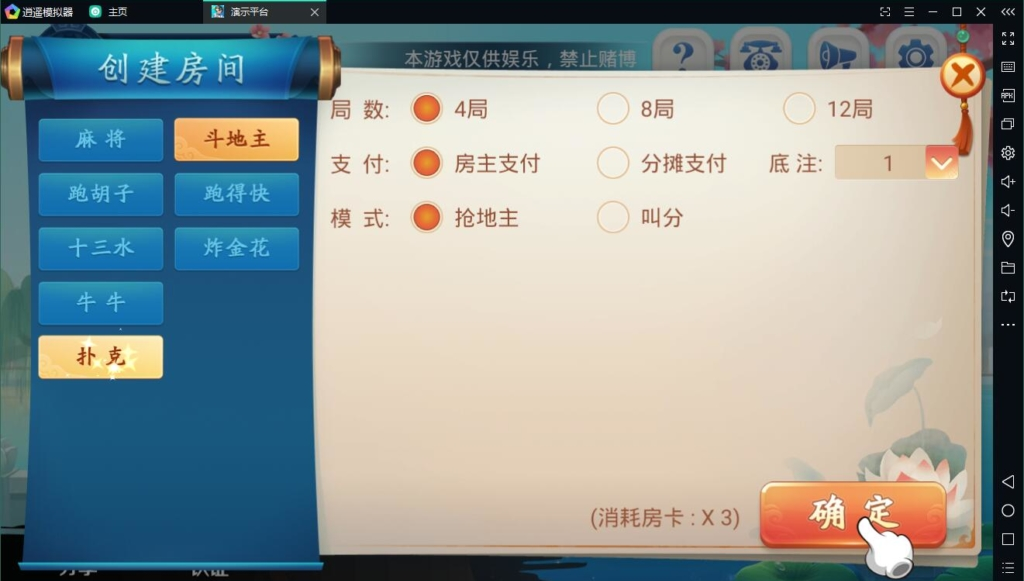 逍遥模拟器 主页 演示平台
本游戏仅供娱乐，禁止赌博
创建房间
麻将 斗地主
跑胡子 跑得快
十三水 炸金花
牛牛
扑克
局数: 4局 8局 12局
支付: 房主支付 分摊支付 底注: 1
模式: 抢地主 叫分
(消耗房卡 : X 3)
确定
APK